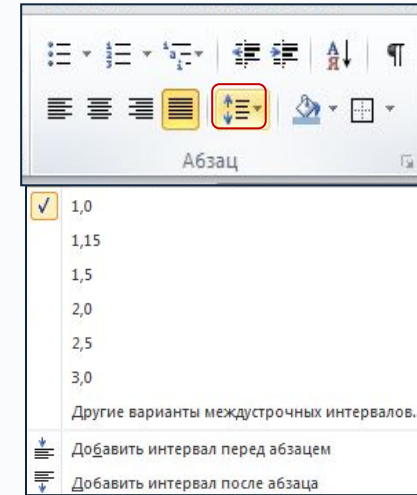 Абзац
1,0
1,15
1,5
2,0
2,5
3,0
Другие варианты междустрочных интервалов..
Добавить интервал перед абзацем
Добавить интервал после абзаца